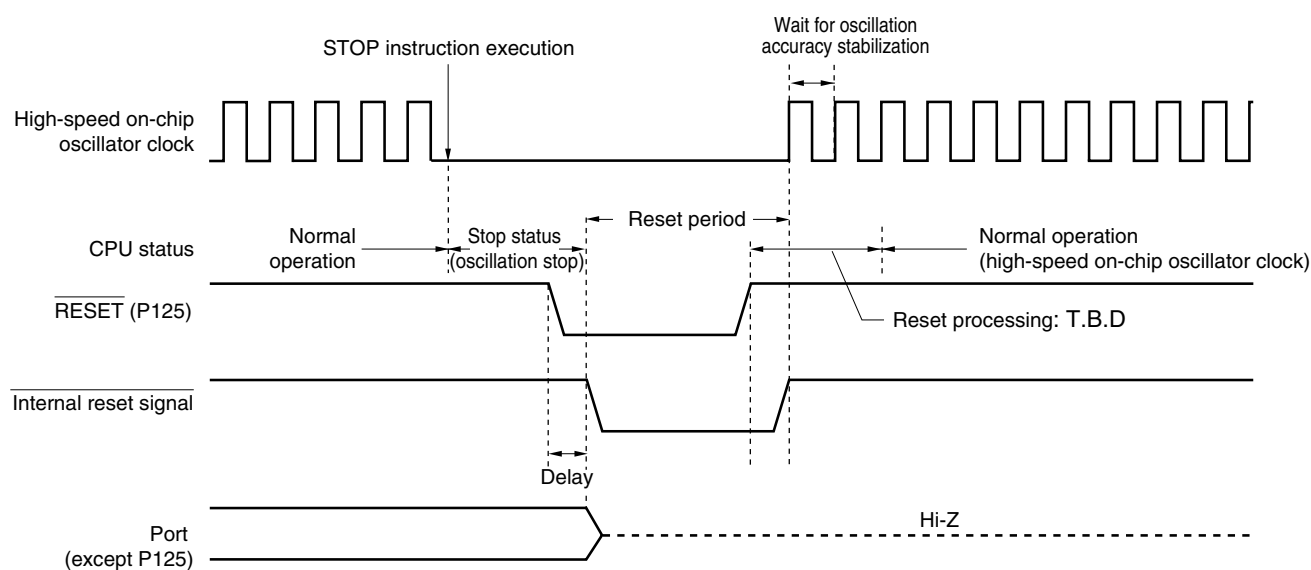 Wait for oscillation
accuracy stabilization
STOP instruction execution
High-speed on-chip
oscillator clock
Reset period
CPU status
Normal
operation
Stop status
(oscillation stop)
Normal operation
(high-speed on-chip oscillator clock)
RESET (P125)
Reset processing: T.B.D
Internal reset signal
Delay
Port
(except P125)
Hi-Z